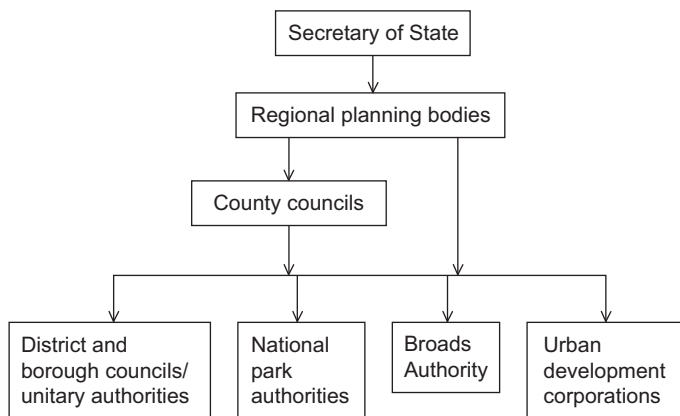 Secretary of State
Regional planning bodies
County councils
District and
borough councils/
unitary authorities
National
park
authorities
Broads
Authority
Urban
development
corporations